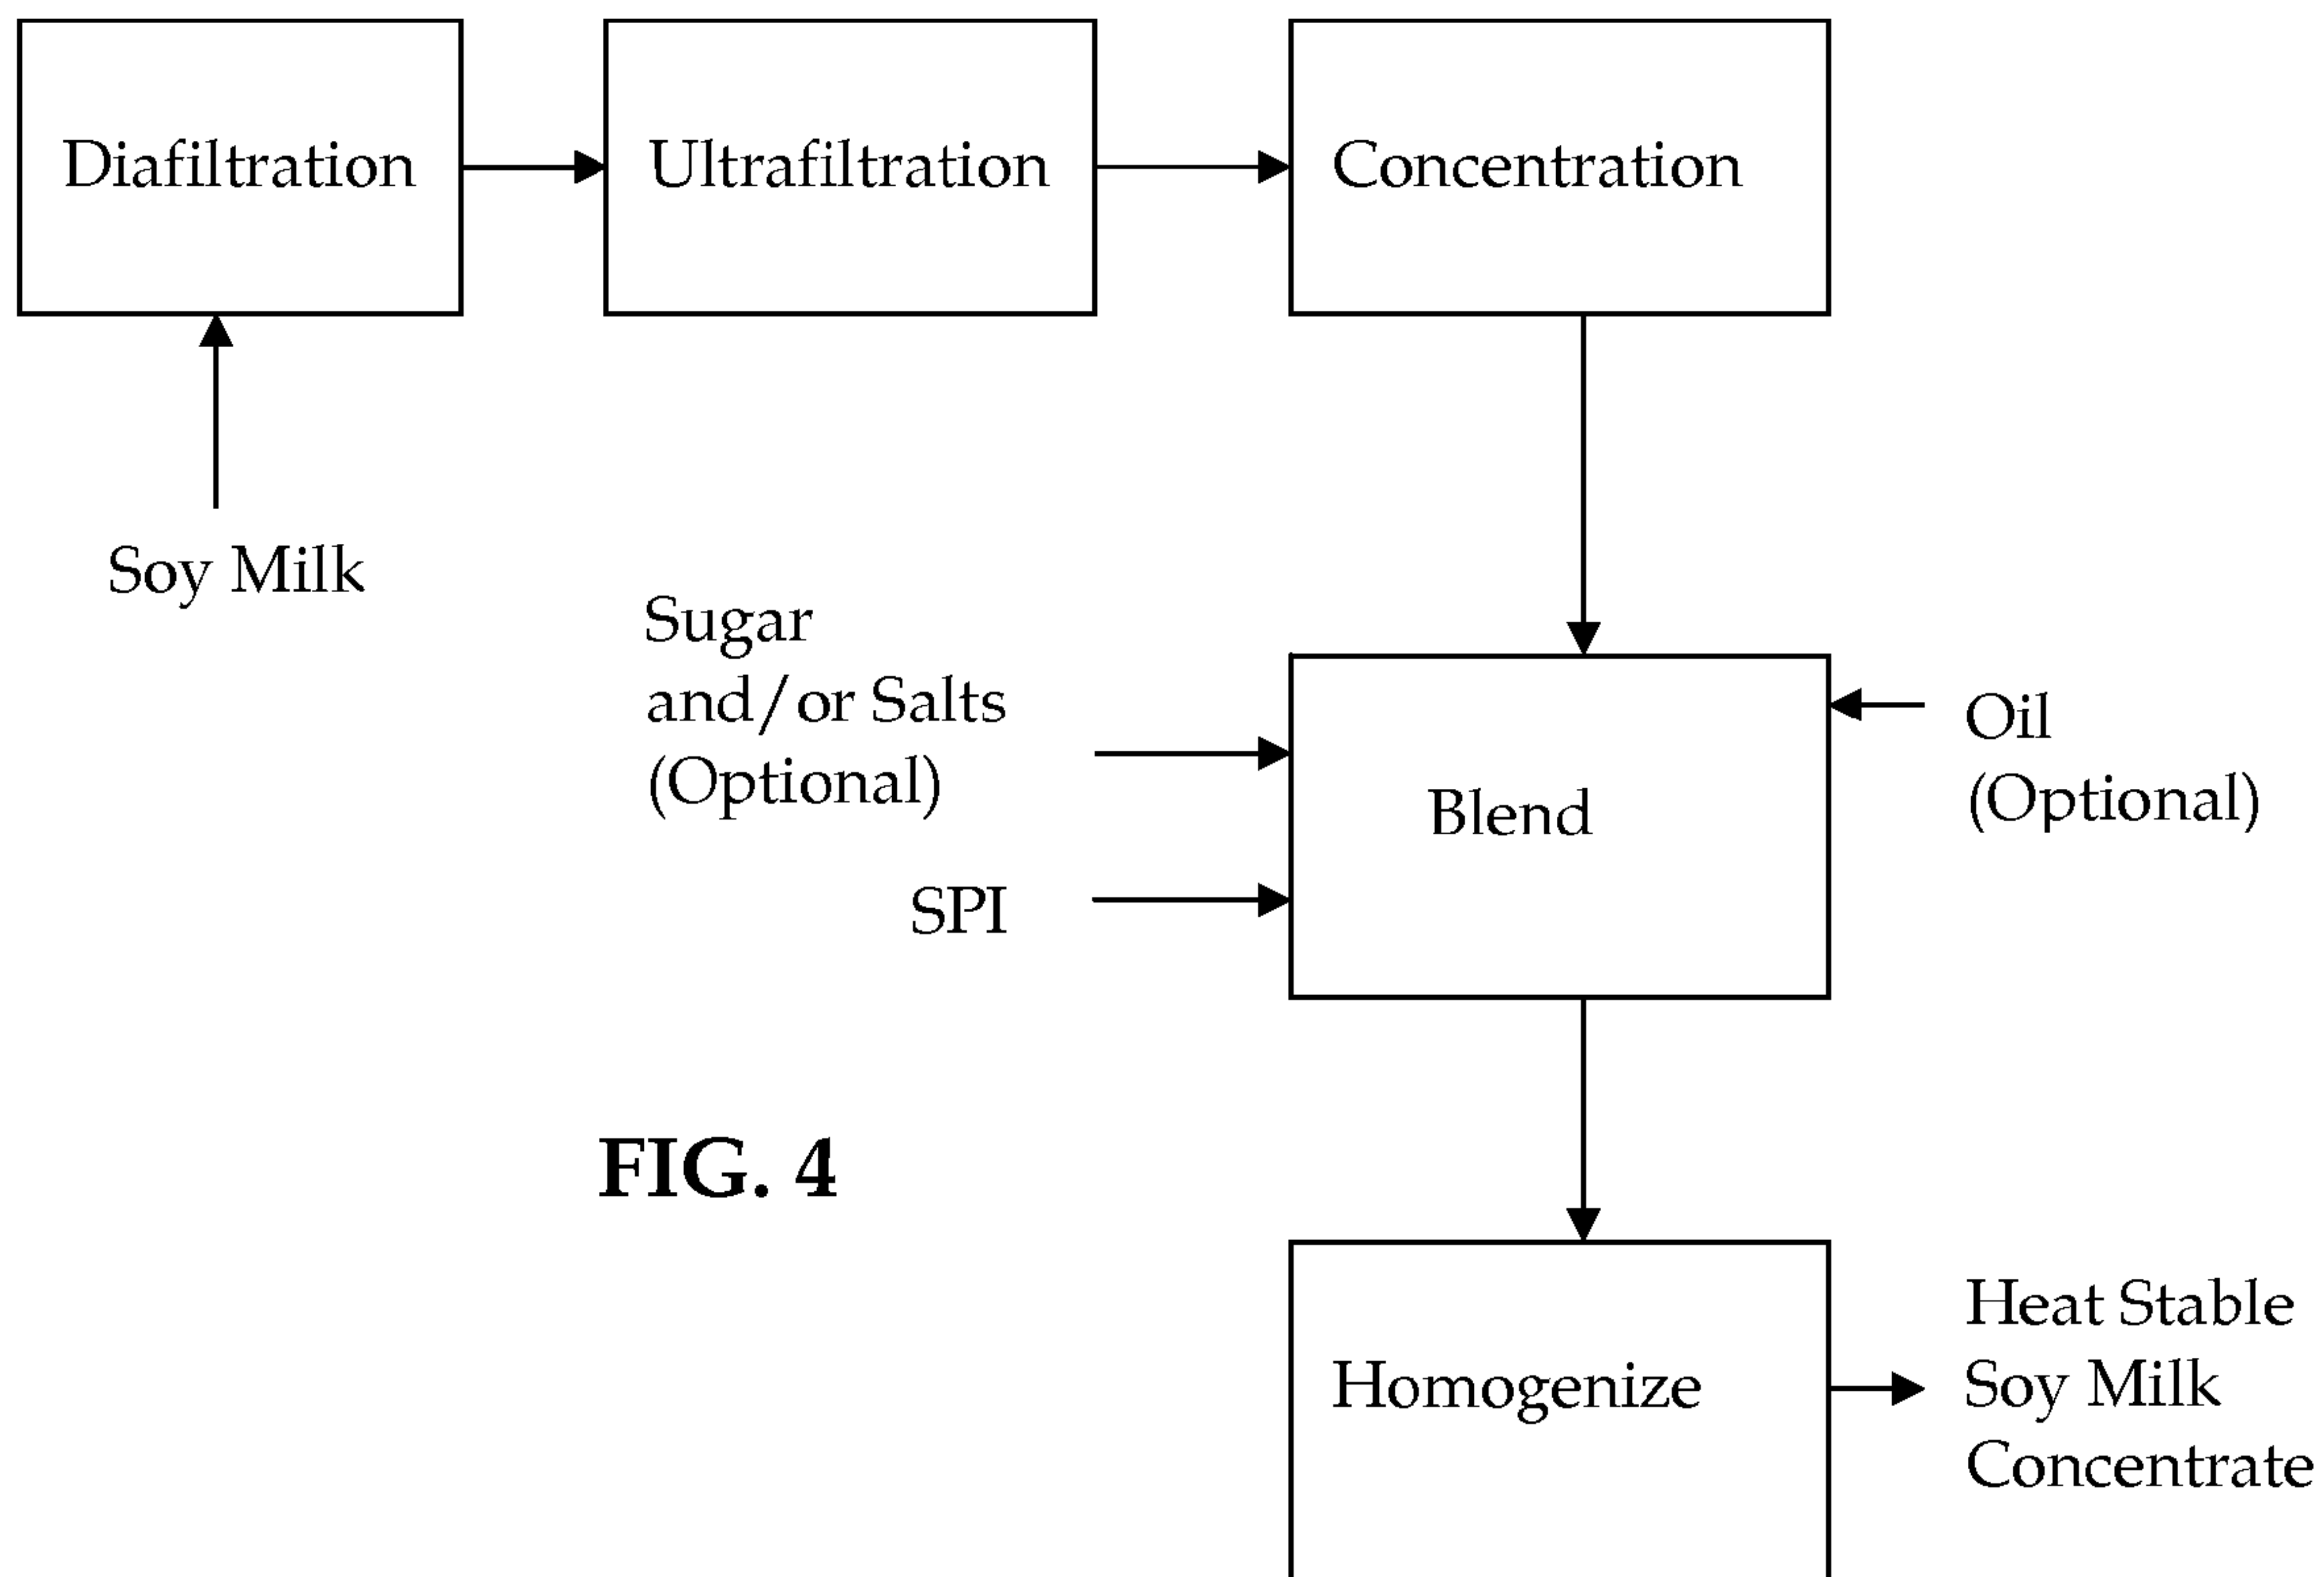 Diafiltration
Ultrafiltration
Concentration
Soy Milk
Sugar
and/or Salts
(Optional)
SPI
Blend
Oil
(Optional)
FIG. 4
Homogenize
Heat Stable
Soy Milk
Concentrate